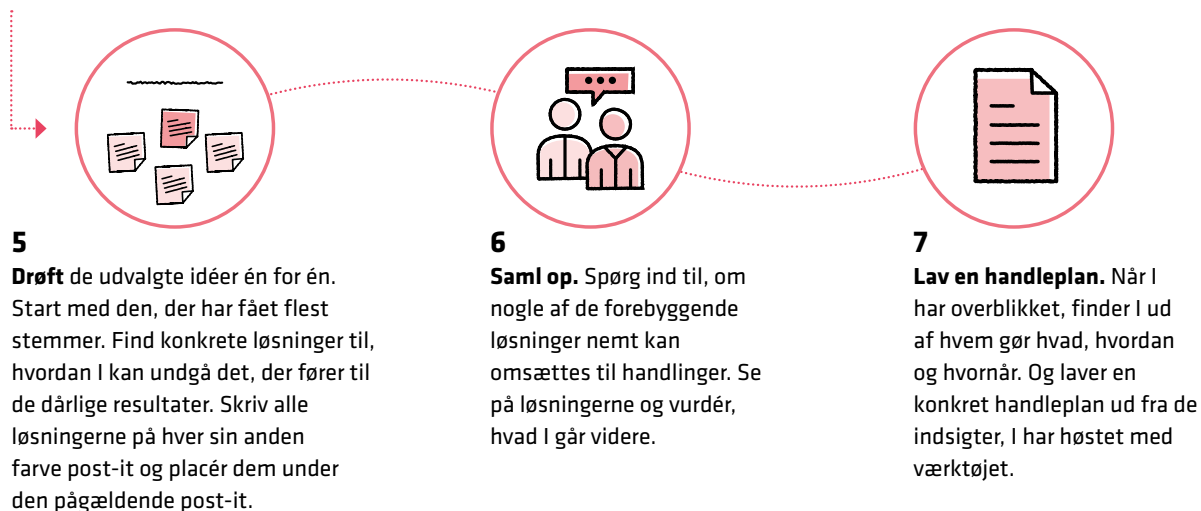 5
Drøft de udvalgte idéer én for én.
Start med den, der har fået flest
stemmer. Find konkrete løsninger til,
hvordan I kan undgå det, der fører til
de dårlige resultater. Skriv alle
løsningerne på hver sin anden
farve post-it og placér dem under
den pågældende post-it.
6
Saml op. Spørg ind til, om
nogle af de forebyggende
løsninger nemt kan
omsættes til handlinger. Se
på løsningerne og vurdér,
hvad I går videre.
7
Lav en handleplan. Når I
har overblikket, finder I ud
af hvem gør hvad, hvordan
og hvornår. Og laver en
konkret handleplan ud fra de
indsigter, I har høstet med
værktøjet.